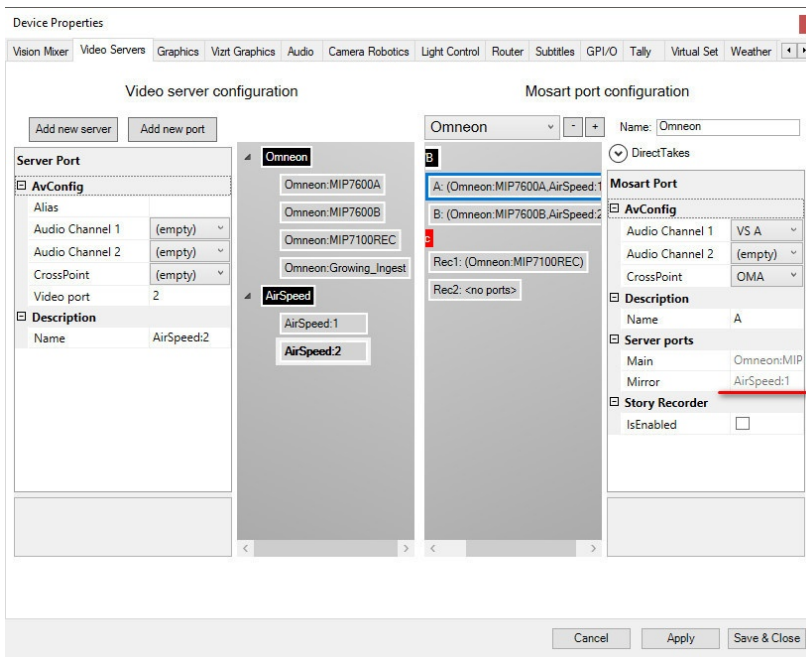 Device Properties
Vision Mixer Video Servers Graphics Vizrt Graphics Audio Camera Robotics Light Control Router Subtitles GPI/O Tally Virtual Set Weather
Video server configuration
Add new server Add new port
Server Port
AvConfig
Alias
Audio Channel 1 (empty)
Audio Channel 2 (empty)
CrossPoint (empty)
Video port 2
Description
Name AirSpeed:2
Omneon
Omneon:MIP7600A
Omneon:MIP7600B
Omneon:MIP7100REC
Omneon:Growing_Ingest
AirSpeed
AirSpeed:1
AirSpeed:2
Mosart port configuration
Omneon - +
B
A: (Omneon:MIP7600A,AirSpeed:1
B: (Omneon:MIP7600B,AirSpeed:2
c
Rec1: (Omneon:MIP7100REC)
Rec2: <no ports>
Name: Omneon
DirectTakes
Mosart Port
AvConfig
Audio Channel 1 VS A
Audio Channel 2 (empty)
CrossPoint OMA
Description
Name A
Server ports
Main Omneon:MIP
Mirror AirSpeed:1
Story Recorder
IsEnabled
Cancel Apply Save & Close